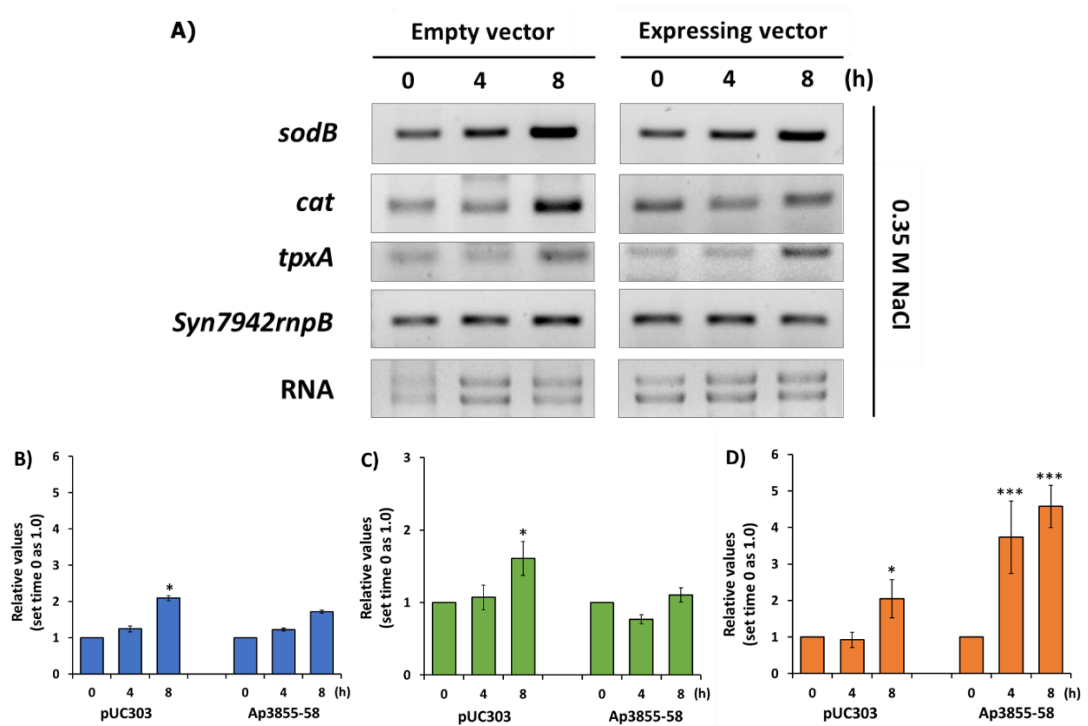 A)
Empty vector Expressing vector
0 4 8 0 4 8 (h)
sodB
cat
tpxA
Syn7942rnpB
RNA
0.35 M NaCl
B)
Relative values
(set time 0 as 1.0)
6
5
4
3
2
1
0
*
0 4 8 0 4 8 (h)
pUC303 Ap3855-58
C)
Relative values
(set time 0 as 1.0)
3
2
1
0
*
0 4 8 0 4 8 (h)
pUC303 Ap3855-58
D)
Relative values
(set time 0 as 1.0)
6
5
4
3
2
1
0
*
***
***
0 4 8 0 4 8 (h)
pUC303 Ap3855-58